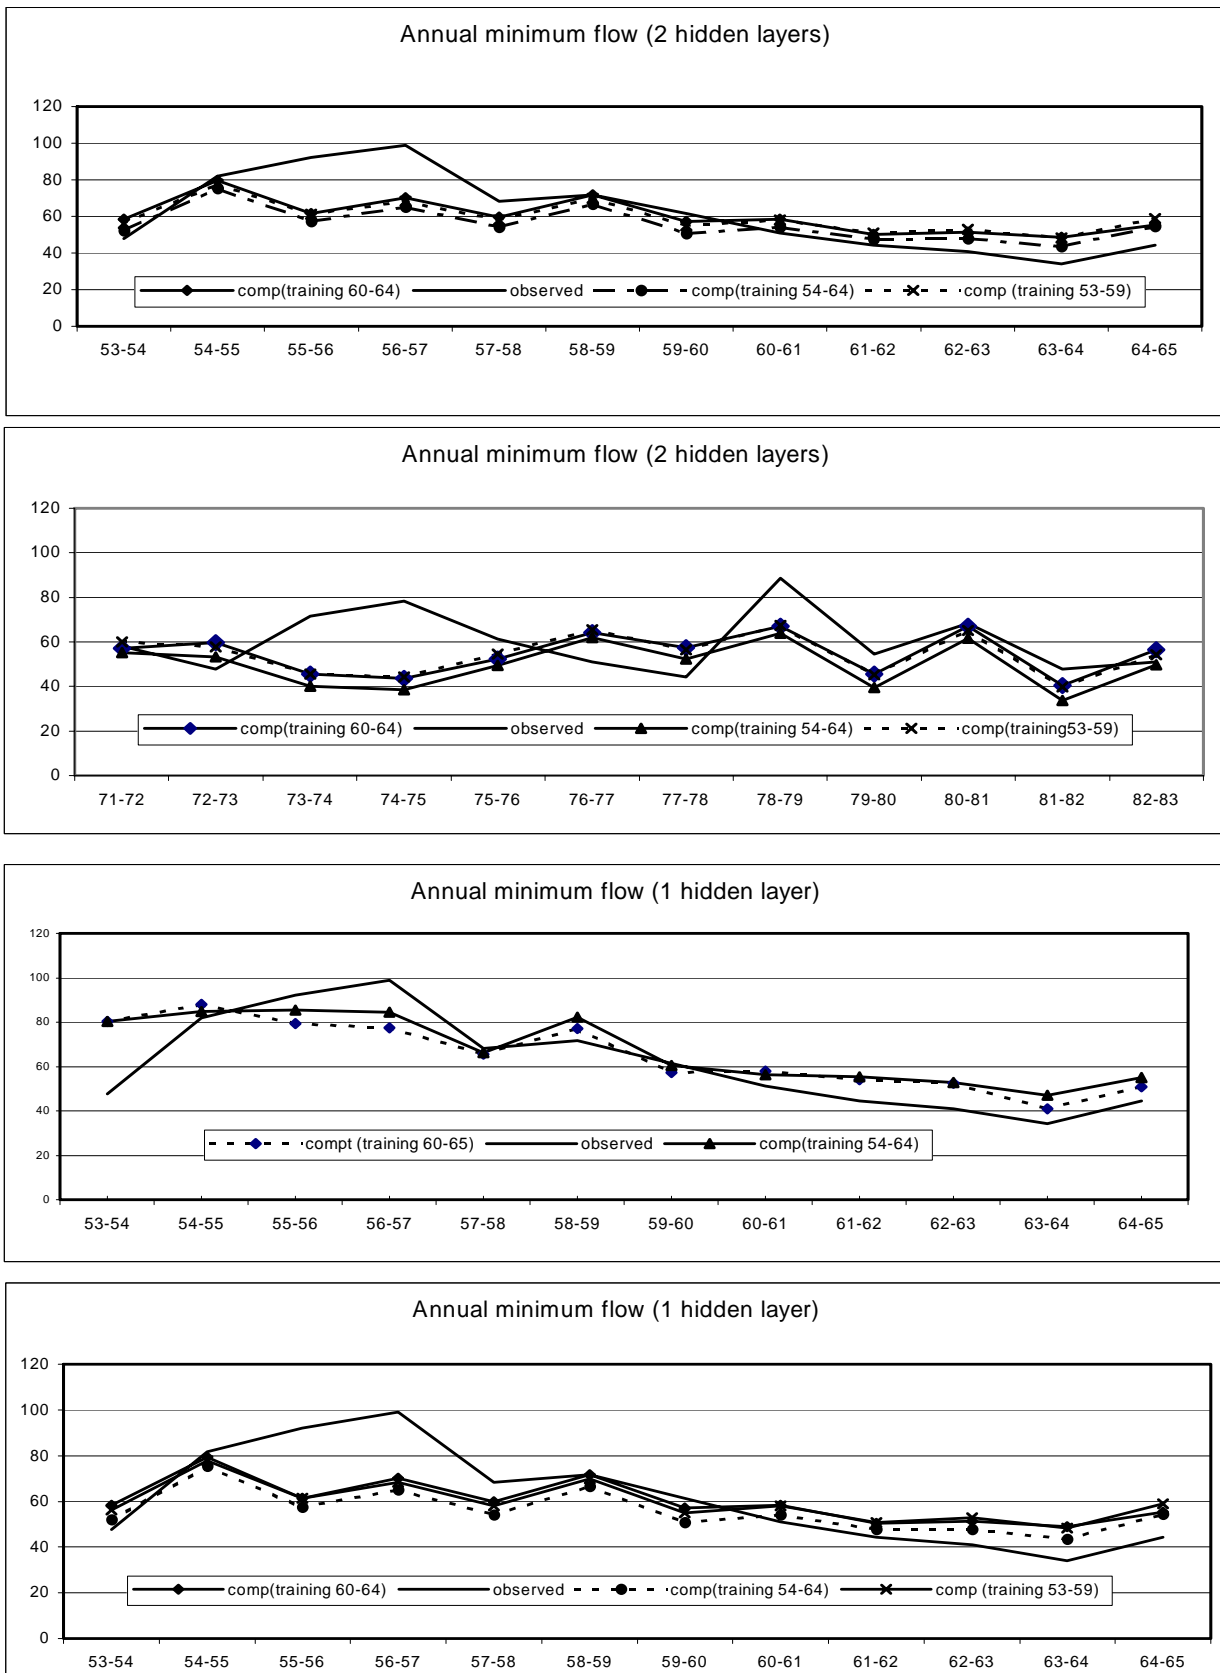 Annual minimum flow (2 hidden layers)
120
100
80
60
40
20
0
comp(training 60-64) observed comp(training 54-64) comp (training 53-59)
53-54 54-55 55-56 56-57 57-58 58-59 59-60 60-61 61-62 62-63 63-64 64-65
Annual minimum flow (2 hidden layers)
120
100
80
60
40
20
0
comp(training 60-64) observed comp(training 54-64) comp(training53-59)
71-72 72-73 73-74 74-75 75-76 76-77 77-78 78-79 79-80 80-81 81-82 82-83
Annual minimum flow (1 hidden layer)
120
100
80
60
40
20
0
compt (training 60-65) observed comp(training 54-64)
53-54 54-55 55-56 56-57 57-58 58-59 59-60 60-61 61-62 62-63 63-64 64-65
Annual minimum flow (1 hidden layer)
120
100
80
60
40
20
0
comp(training 60-64) observed comp(training 54-64) comp (training 53-59)
53-54 54-55 55-56 56-57 57-58 58-59 59-60 60-61 61-62 62-63 63-64 64-65